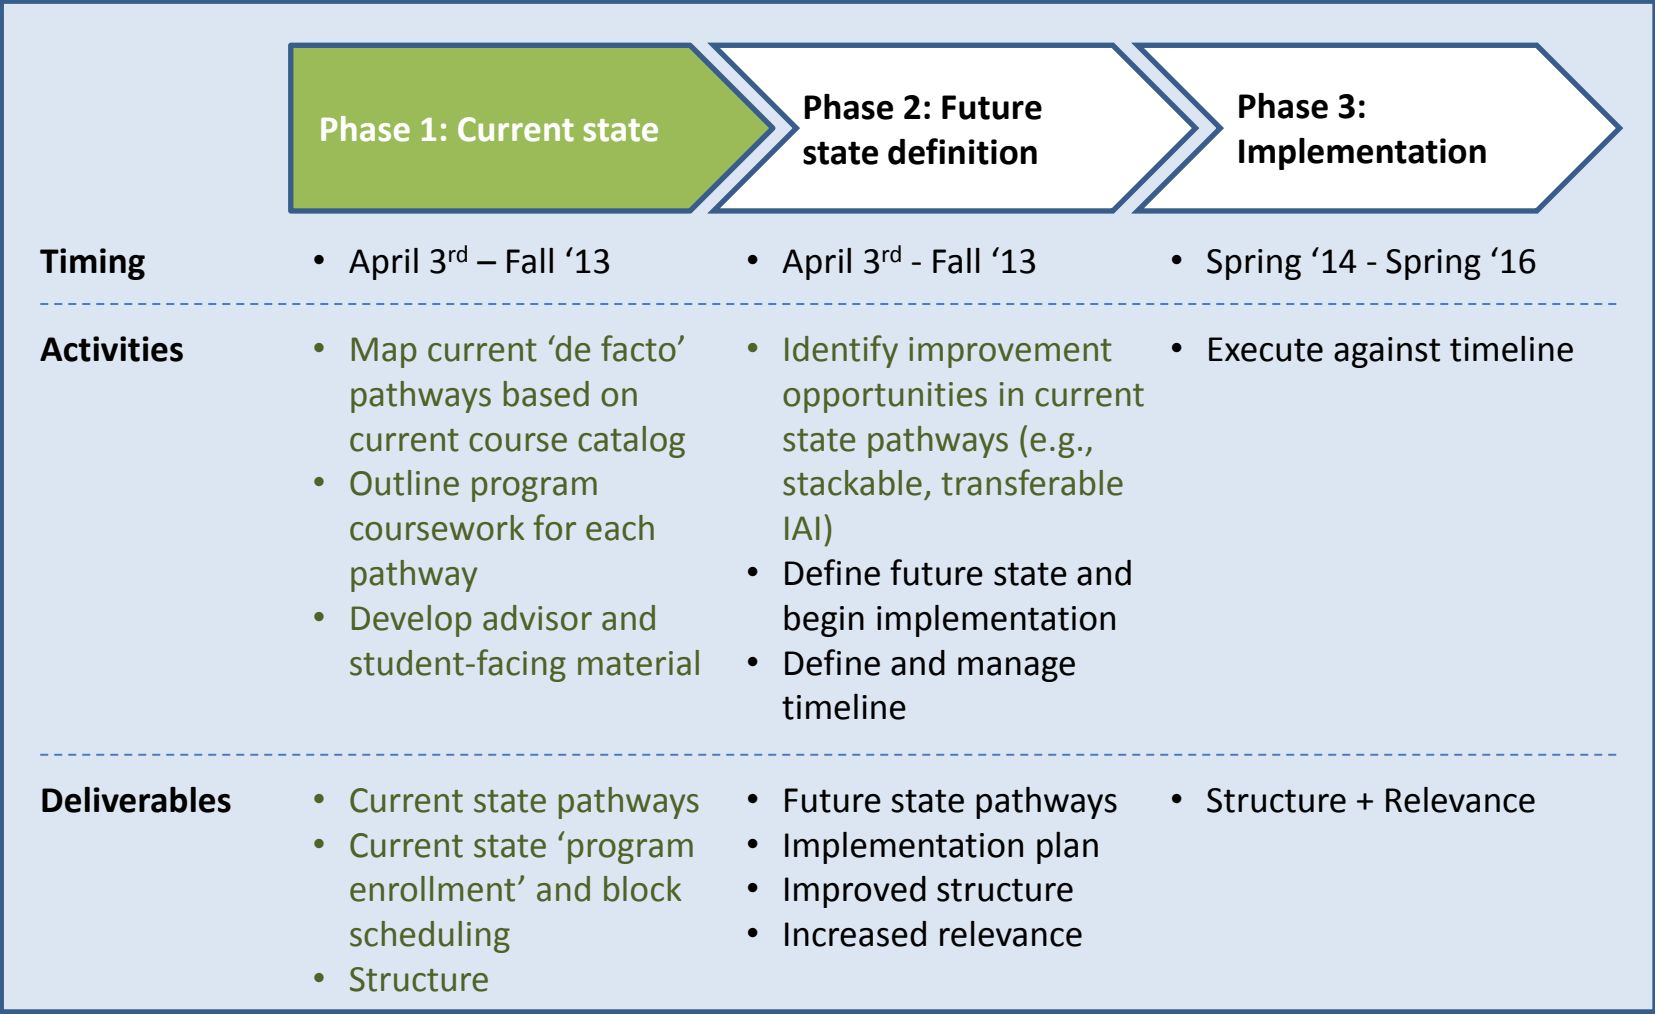 Phase 1: Current state
Phase 2: Future
state definition
Phase 3:
Implementation
Timing
• April 3rd – Fall ‘13
• April 3rd - Fall ‘13
• Spring ‘14 - Spring ‘16
Activities
• Map current ‘de facto’
pathways based on
current course catalog
• Outline program
coursework for each
pathway
• Develop advisor and
student-facing material
• Identify improvement
opportunities in current
state pathways (e.g.,
stackable, transferable
IAI)
• Define future state and
begin implementation
• Define and manage
timeline
• Execute against timeline
Deliverables
• Current state pathways
• Current state ‘program
enrollment’ and block
scheduling
• Structure
• Future state pathways
• Implementation plan
• Improved structure
• Increased relevance
• Structure + Relevance